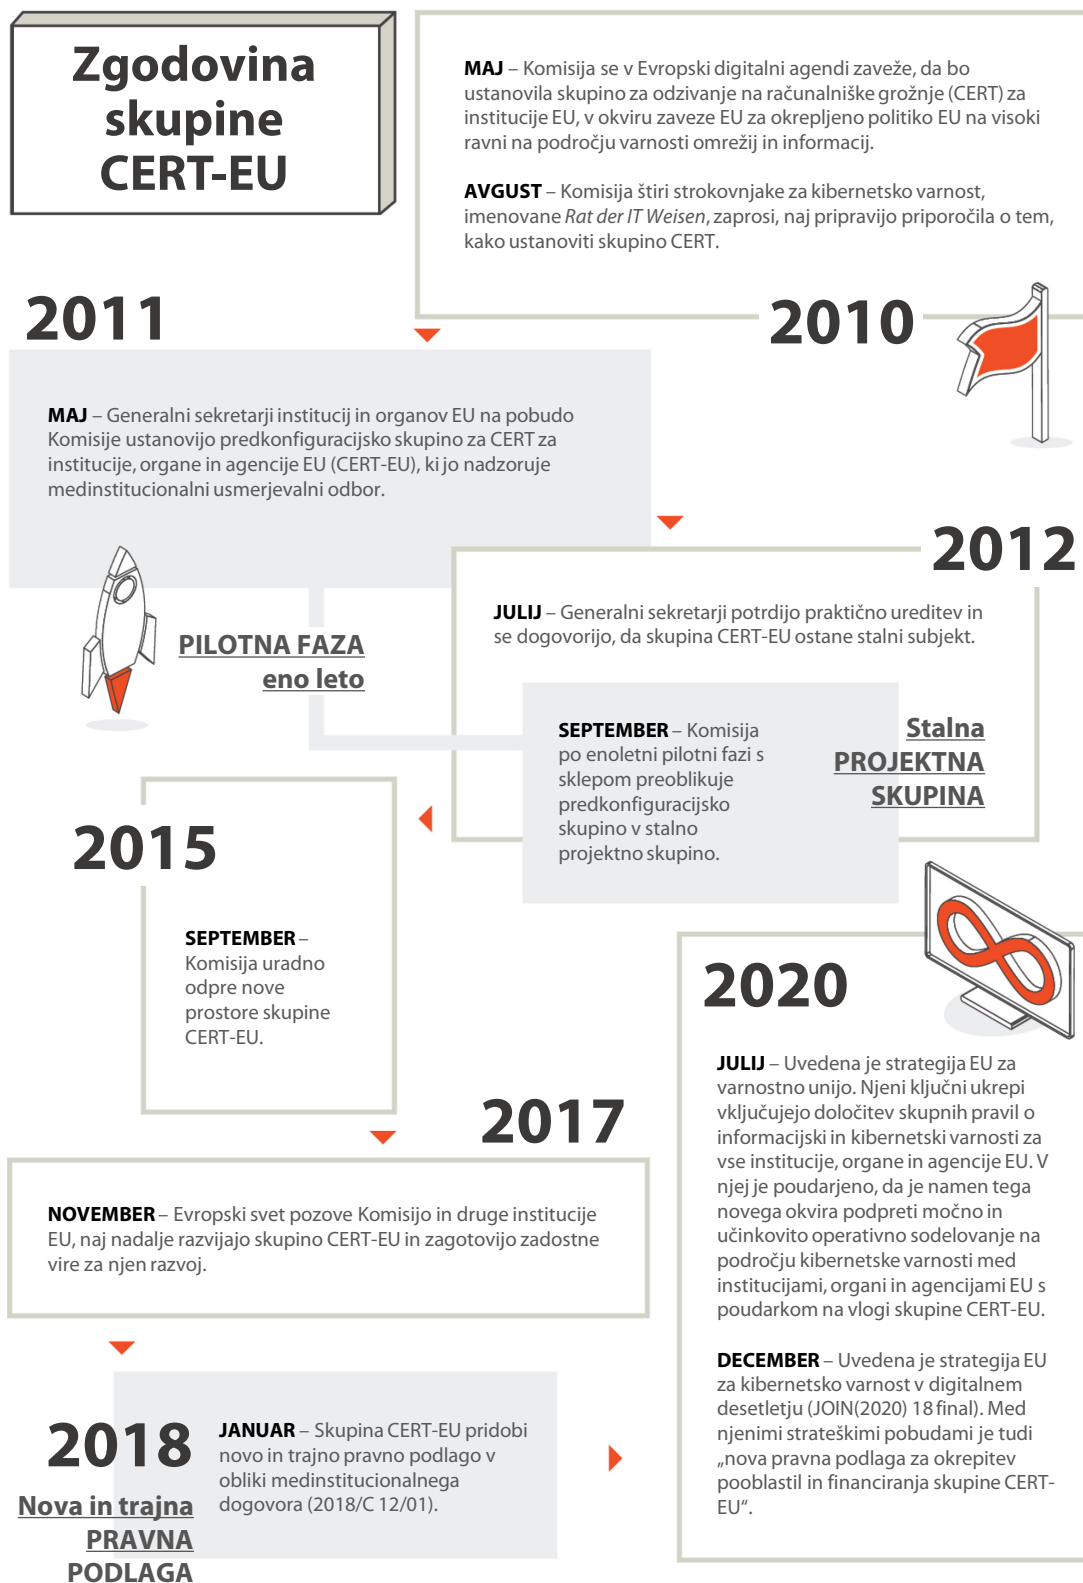 Zgodovina
skupine
CERT-EU
MAJ – Komisija se v Evropski digitalni agendi zaveže, da bo
ustanovila skupino za odzivanje na računalniške grožnje (CERT) za
institucije EU, v okviru zaveze EU za okrepljeno politiko EU na visoki
ravni na področju varnosti omrežij in informacij.
AVGUST – Komisija štiri strokovnjake za kibernetsko varnost,
imenovane Rat der IT Weisen, zaprosi, naj pripravijo priporočila o tem,
kako ustanoviti skupino CERT.
2010
2011
MAJ – Generalni sekretarji institucij in organov EU na pobudo
Komisije ustanovijo predkonfiguracijsko skupino za CERT za
institucije, organe in agencije EU (CERT-EU), ki jo nadzoruje
medinstitucionalni usmerjevalni odbor.
PILOTNA FAZA
eno leto
2012
JULIJ – Generalni sekretarji potrdijo praktično ureditev in
se dogovorijo, da skupina CERT-EU ostane stalni subjekt.
SEPTEMBER – Komisija
po enoletni pilotni fazi s
sklepom preoblikuje
predkonfiguracijsko
skupino v stalno
projektno skupino.
Stalna
PROJEKTNA
SKUPINA
2015
SEPTEMBER –
Komisija uradno
odpre nove
prostore skupine
CERT-EU.
2017
NOVEMBER – Evropski svet pozove Komisijo in druge institucije
EU, naj nadalje razvijajo skupino CERT-EU in zagotovijo zadostne
vire za njen razvoj.
2018
Nova in trajna
PRAVNA
PODLAGA
JANUAR – Skupina CERT-EU pridobi
novo in trajno pravno podlago v
obliki medinstitucionalnega
dogovora (2018/C 12/01).
2020
JULIJ – Uvedena je strategija EU za
varnostno unijo. Njeni ključni ukrepi
vključujejo določitev skupnih pravil o
informacijski in kibernetski varnosti za
vse institucije, organe in agencije EU. V
njej je poudarjeno, da je namen tega
novega okvira podpreti močno in
učinkovito operativno sodelovanje na
področju kibernetske varnosti med
institucijami, organi in agencijami EU s
poudarkom na vlogi skupine CERT-EU.
DECEMBER – Uvedena je strategija EU
za kibernetsko varnost v digitalnem
desetletju (JOIN(2020) 18 final). Med
njenimi strateškimi pobudami je tudi
„nova pravna podlaga za okrepitev
pooblastil in financiranja skupine CERT-
EU“.